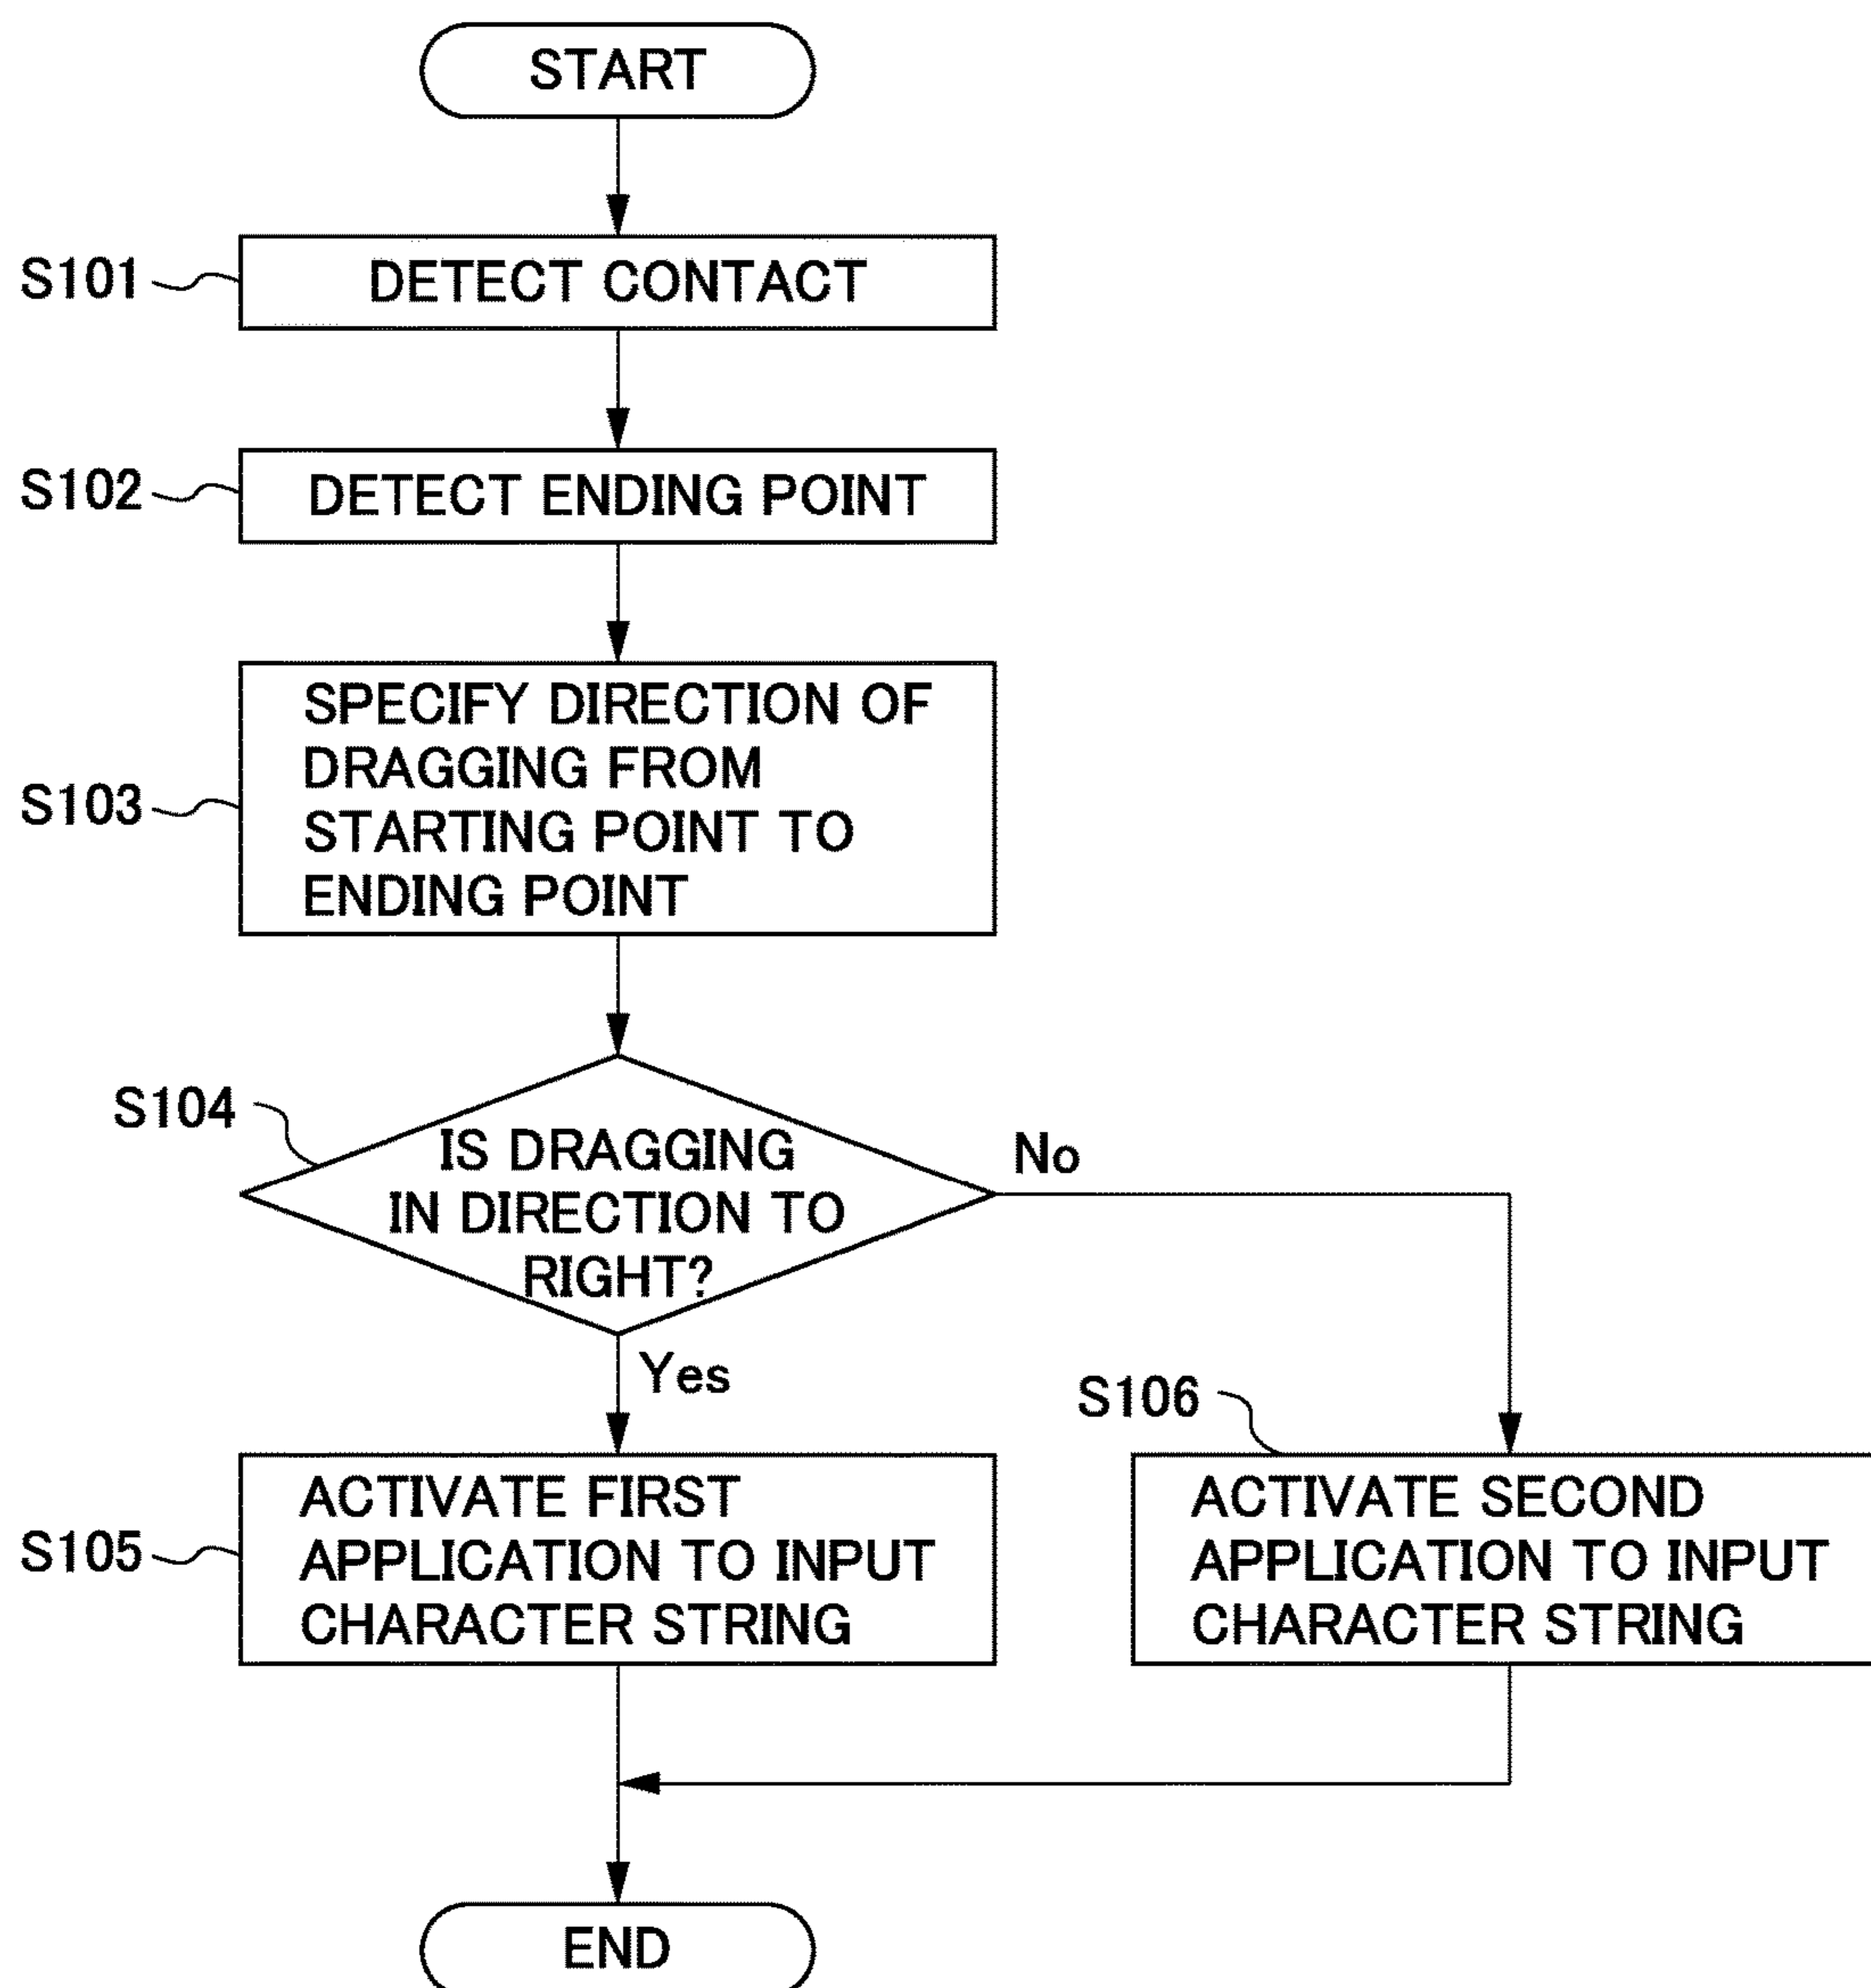 START
S101
DETECT CONTACT
S102
DETECT ENDING POINT
S103
SPECIFY DIRECTION OF
DRAGGING FROM
STARTING POINT TO
ENDING POINT
S104
IS DRAGGING
IN DIRECTION TO
RIGHT?
No
Yes
S105
ACTIVATE FIRST
APPLICATION TO INPUT
CHARACTER STRING
S106
ACTIVATE SECOND
APPLICATION TO INPUT
CHARACTER STRING
END